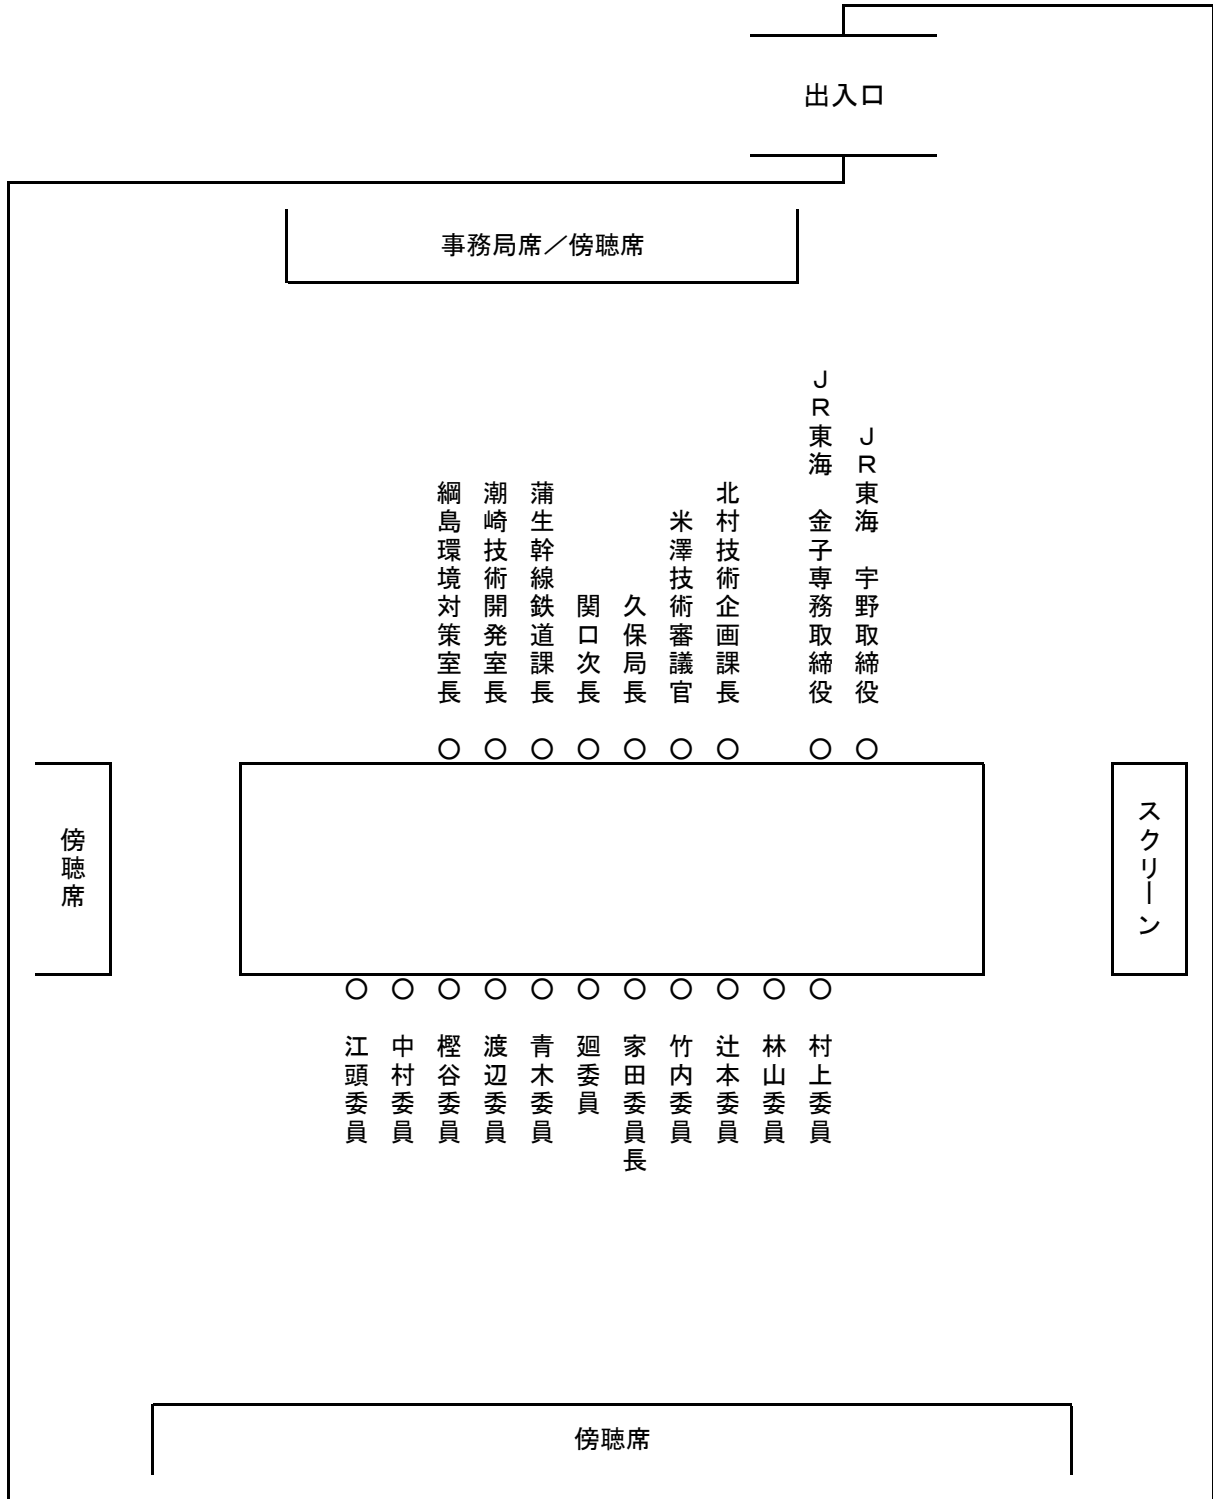 出入口
事務局席／傍聴席
ＪＲ東海　宇野取締役
ＪＲ東海　金子専務取締役
北村技術企画課長
米澤技術審議官
久保局長
関口次長
蒲生幹線鉄道課長
潮崎技術開発室長
綱島環境対策室長
スクリーン
傍聴席
村上委員
林山委員
辻本委員
竹内委員
家田委員長
廻委員
青木委員
渡辺委員
樫谷委員
中村委員
江頭委員
傍聴席